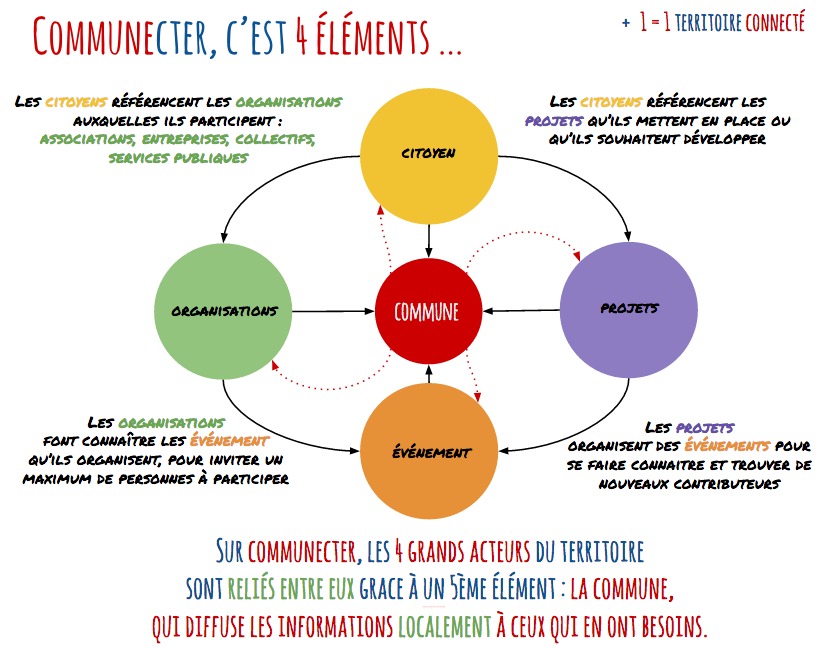 COMMUNECTER, C'EST 4 ÉLÉMENTS ...
+ 1 = 1 TERRITOIRE CONNECTÉ
LES CITOYENS RÉFÉRENCENT LES ORGANISATIONS
AUXQUELLES ILS PARTICIPENT :
ASSOCIATIONS, ENTREPRISES, COLLECTIFS,
SERVICES PUBLIQUES
LES CITOYENS RÉFÉRENCENT LES
PROJETS QU'ILS METTENT EN PLACE OU
QU'ILS SOUHAITENT DÉVELOPPER
CITOYEN
ORGANISATIONS
COMMUNE
PROJETS
ÉVÉNEMENT
LES ORGANISATIONS
FONT CONNAÎTRE LES ÉVÉNEMENT
QU'ILS ORGANISENT, POUR INVITER UN
MAXIMUM DE PERSONNES À PARTICIPER
LES PROJETS
ORGANISENT DES ÉVÉNEMENTS POUR
SE FAIRE CONNAITRE ET TROUVER DE
NOUVEAUX CONTRIBUTEURS
SUR COMMUNECTER, LES 4 GRANDS ACTEURS DU TERRITOIRE
SONT RELIÉS ENTRE EUX GRACE À UN 5ÈME ÉLÉMENT : LA COMMUNE,
QUI DIFFUSE LES INFORMATIONS LOCALEMENT À CEUX QUI EN ONT BESOINS.